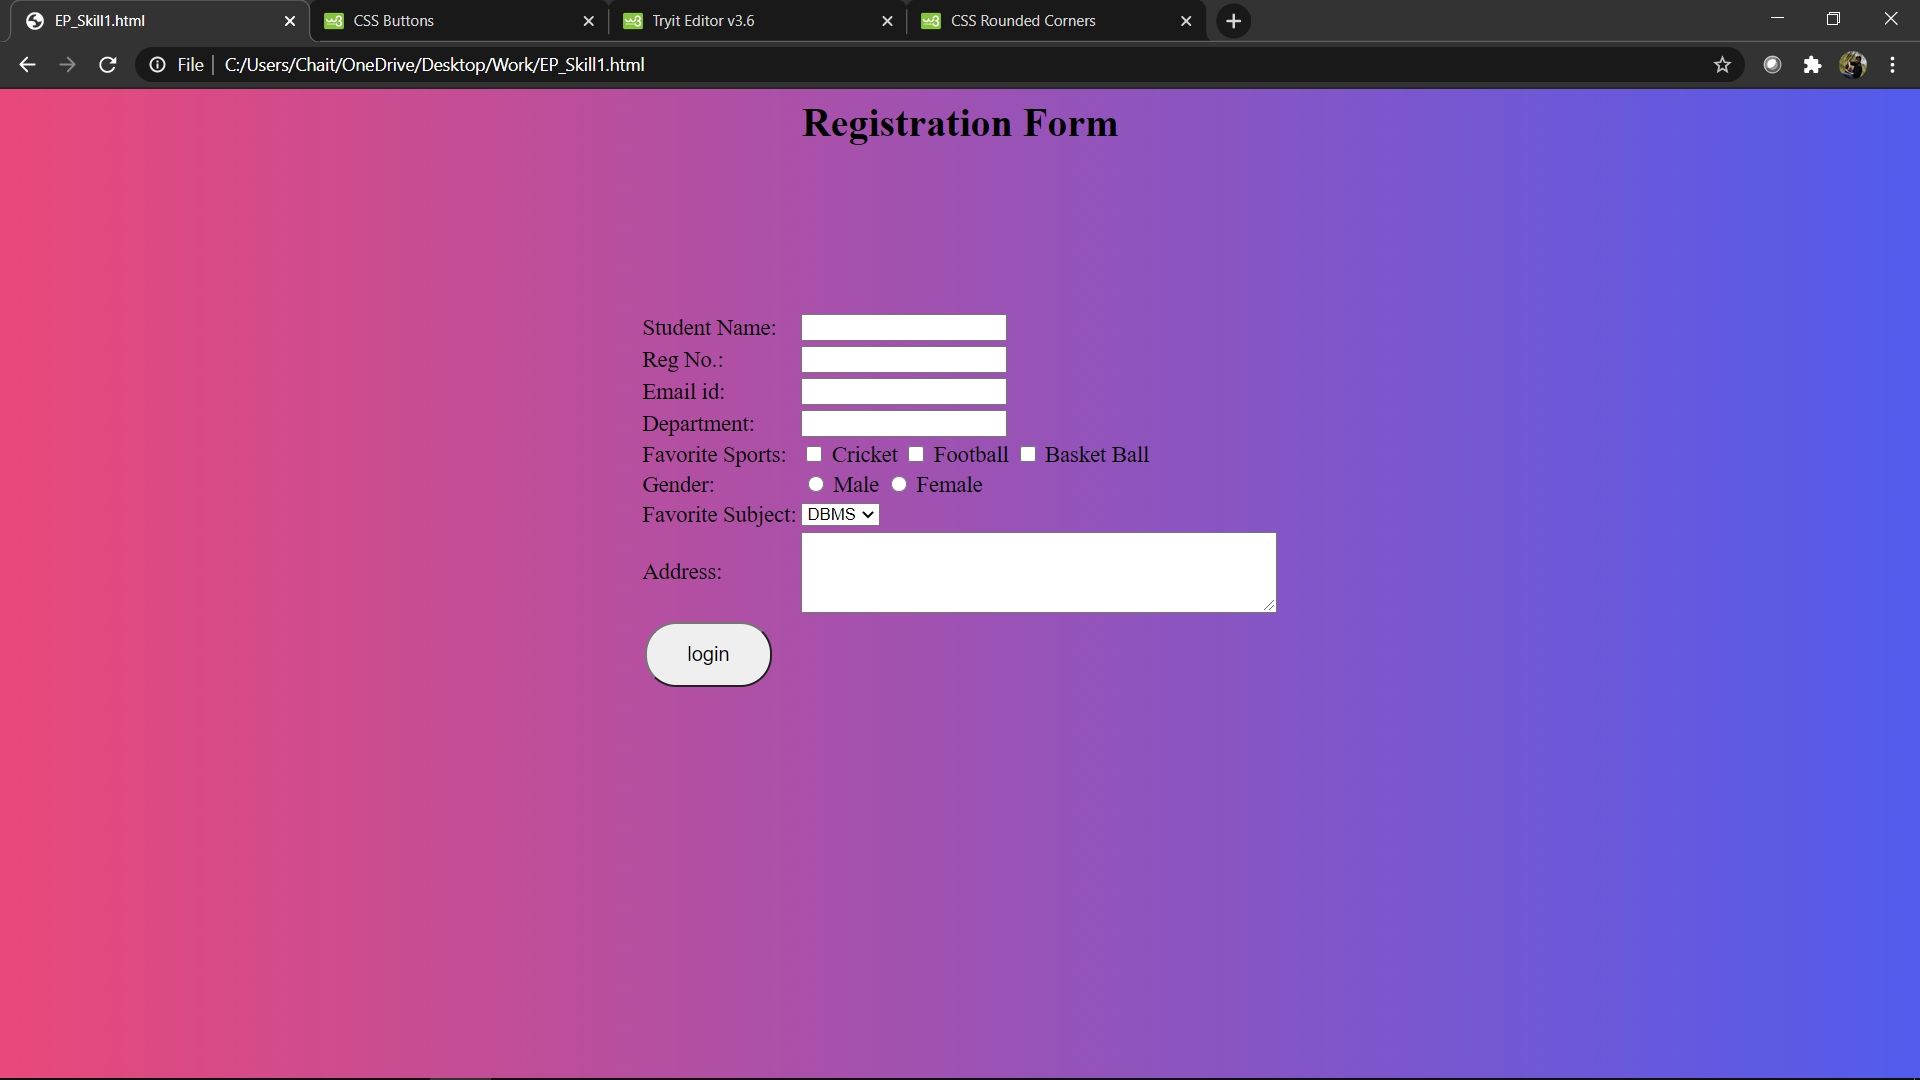 EP_Skill1.html
CSS Buttons
Tryit Editor v3.6
CSS Rounded Corners
File C:/Users/Chait/OneDrive/Desktop/Work/EP_Skill1.html
Registration Form
Student Name:
Reg No.:
Email id:
Department:
Favorite Sports: Cricket Football Basket Ball
Gender: Male Female
Favorite Subject: DBMS
Address:
login